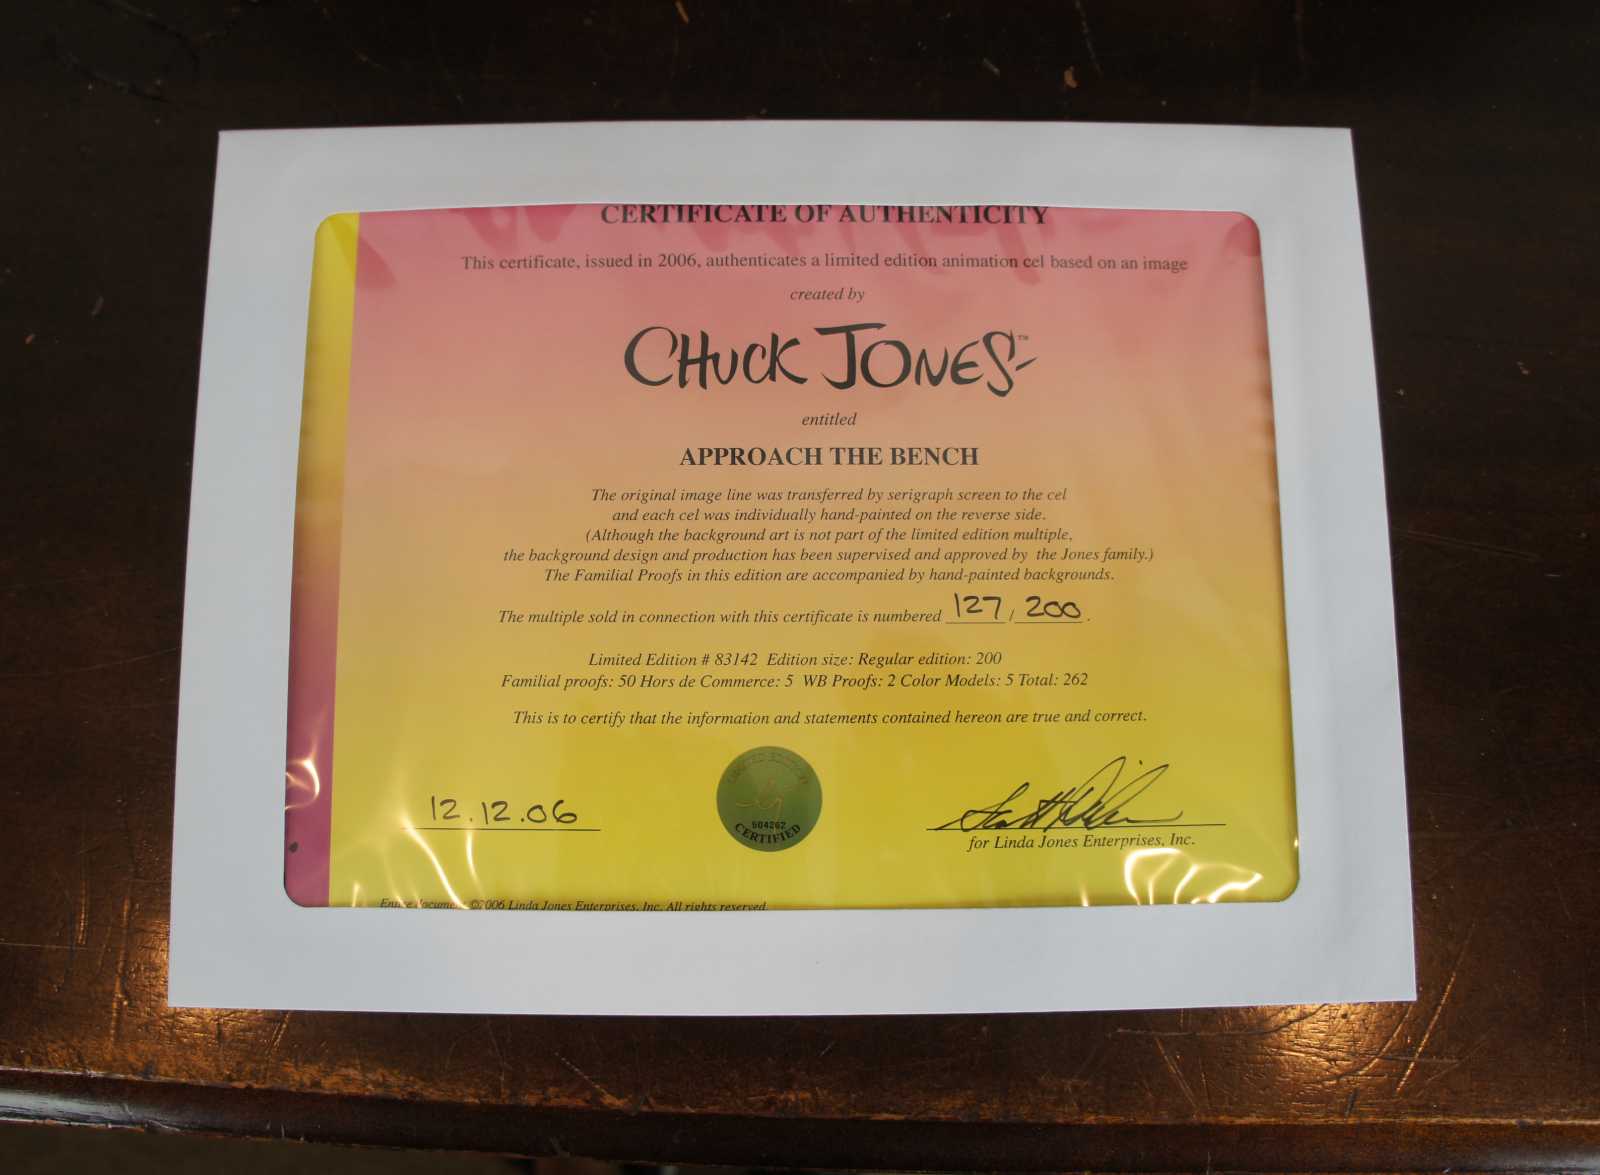 CERTIFICATE OF AUTHENTICITY
This certificate, issued in 2006, authenticates a limited edition animation cel based on an image
created by
CHUCK JONES™
entitled
APPROACH THE BENCH
The original image line was transferred by serigraph screen to the cel
and each cel was individually hand-painted on the reverse side.
(Although the background art is not part of the limited edition multiple,
the background design and production has been supervised and approved by the Jones family.)
The Familial Proofs in this edition are accompanied by hand-painted backgrounds.
The multiple sold in connection with this certificate is numbered 127 / 200 .
Limited Edition # 83142 Edition size: Regular edition: 200
Familial proofs: 50 Hors de Commerce: 5 WB Proofs: 2 Color Models: 5 Total: 262
This is to certify that the information and statements contained hereon are true and correct.
12.12.06
LIMITED EDITION
504262
CERTIFIED
for Linda Jones Enterprises, Inc.
Entire document ©2006 Linda Jones Enterprises, Inc. All rights reserved.